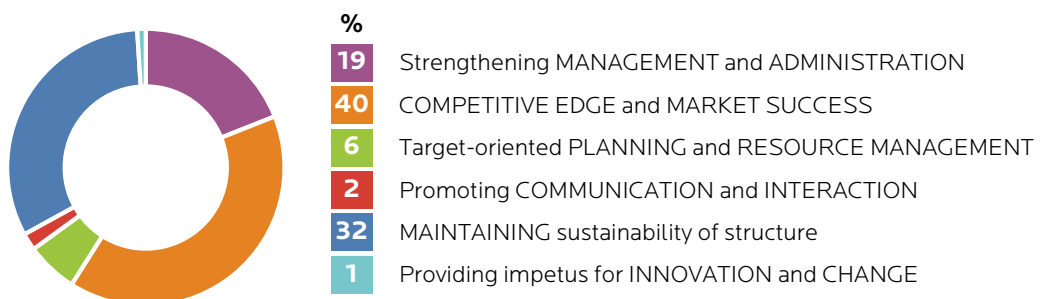 %
19 Strengthening MANAGEMENT and ADMINISTRATION
40 COMPETITIVE EDGE and MARKET SUCCESS
6 Target-oriented PLANNING and RESOURCE MANAGEMENT
2 Promoting COMMUNICATION and INTERACTION
32 MAINTAINING sustainability of structure
1 Providing impetus for INNOVATION and CHANGE